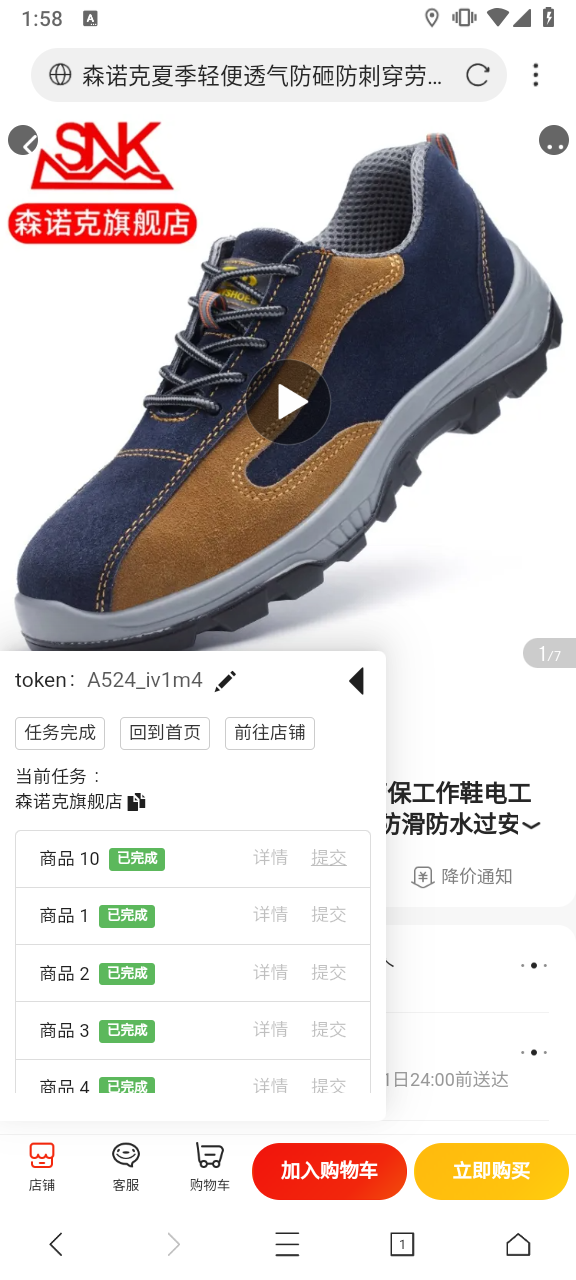 1:58
A
森诺克夏季轻便透气防砸防刺穿劳...
SNK
森诺克旗舰店
1/7
token: A524_iv1m4
任务完成 回到首页 前往店铺
当前任务：
森诺克旗舰店
保工作鞋电工
防滑防水过安
降价通知
商品 10 已完成 详情 提交
商品 1 已完成 详情 提交
商品 2 已完成 详情 提交
商品 3 已完成 详情 提交
1日24:00前送达
商品 4 已完成 详情 提交
店铺 客服 购物车 加入购物车 立即购买
1